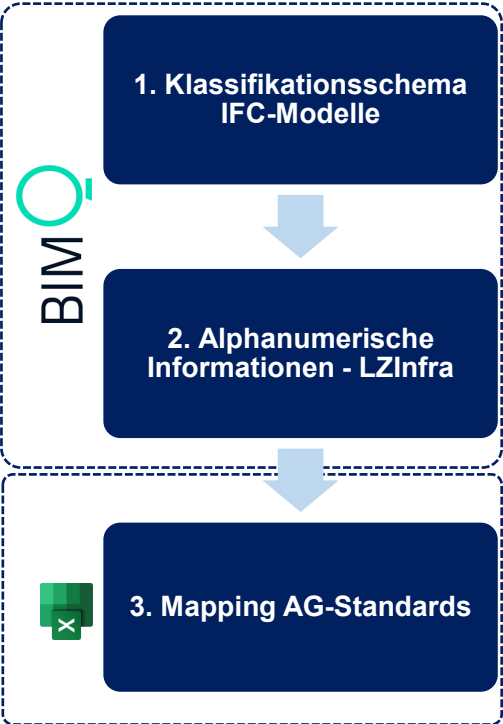 1. Klassifikationsschema
IFC-Modelle
BIMQ
2. Alphanumerische
Informationen - LZInfra
3. Mapping AG-Standards
X